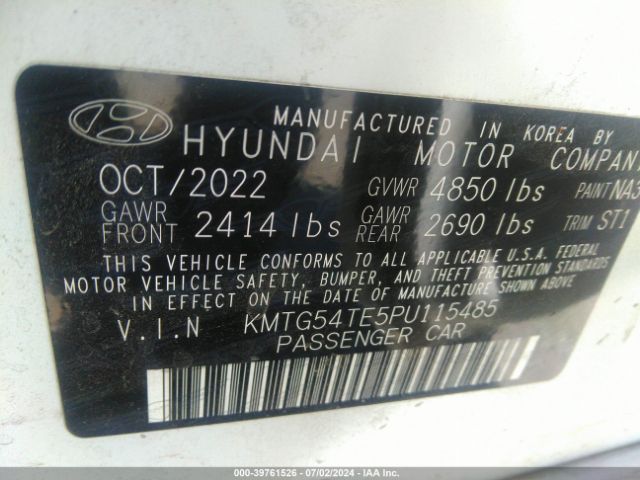 MANUFACTURED IN KOREA BY
HYUNDAI MOTOR COMPANY
OCT/2022 GVWR 4850 lbs PAINT
GAWR FRONT 2414 lbs GAWR REAR 2690 lbs TRIM ST1
THIS VEHICLE CONFORMS TO ALL APPLICABLE U.S.A. FEDERAL
MOTOR VEHICLE SAFETY, BUMPER, AND THEFT PREVENTION STANDARDS
IN EFFECT ON THE DATE OF MANUFACTURE SHOWN ABOVE.
V.I.N KMTG54TE5PU115485
PASSENGER CAR
000-39761526 - 07/02/2024 - IAA Inc.